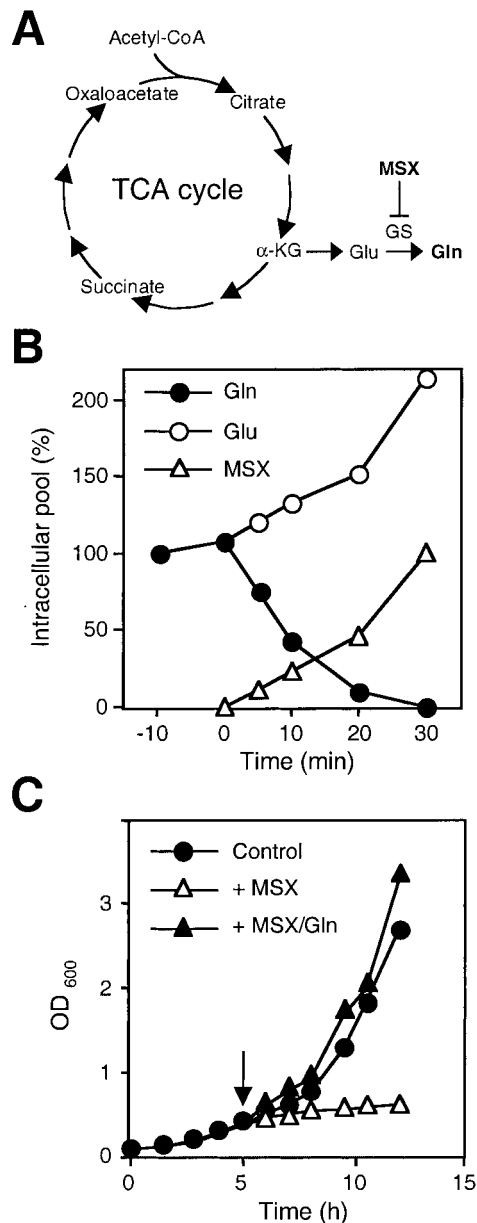 A
Acetyl-CoA
Oxaloacetate
Citrate
TCA cycle
MSX
GS
α-KG
Glu
Gln
Succinate
B
Intracellular pool (%)
200
150
100
50
0
Gln
Glu
MSX
-10
0
10
20
30
Time (min)
C
OD600
3
2
1
0
Control
+ MSX
+ MSX/Gln
0
5
10
15
Time (h)